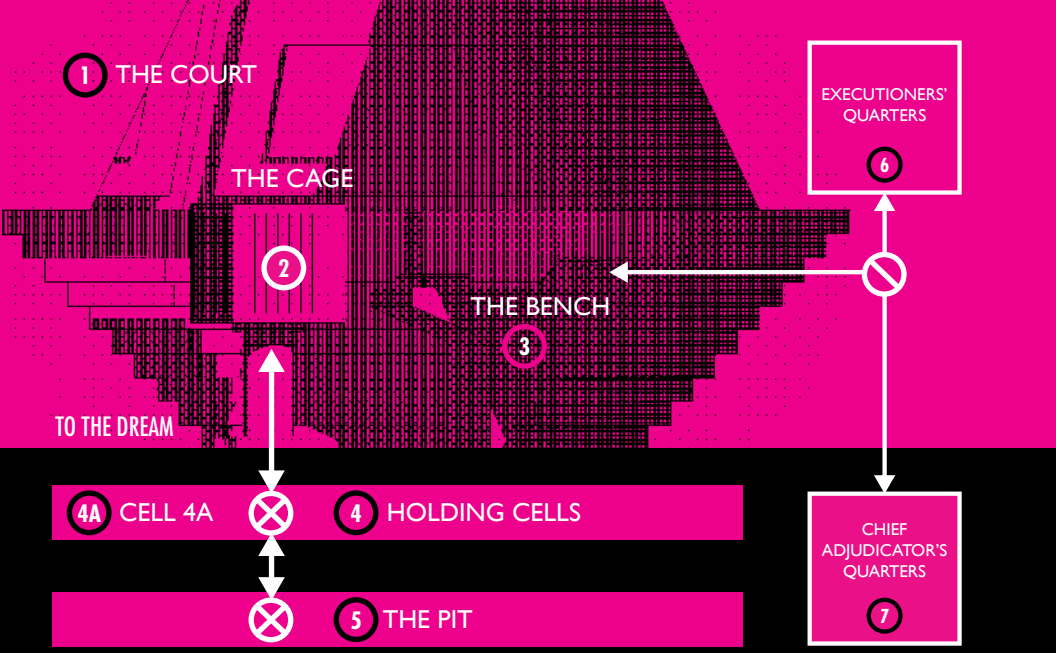 1 THE COURT
EXECUTIONERS'
QUARTERS
6
THE CAGE
2
THE BENCH
3
TO THE DREAM
4A CELL 4A
4 HOLDING CELLS
CHIEF
ADJUDICATOR'S
QUARTERS
7
5 THE PIT